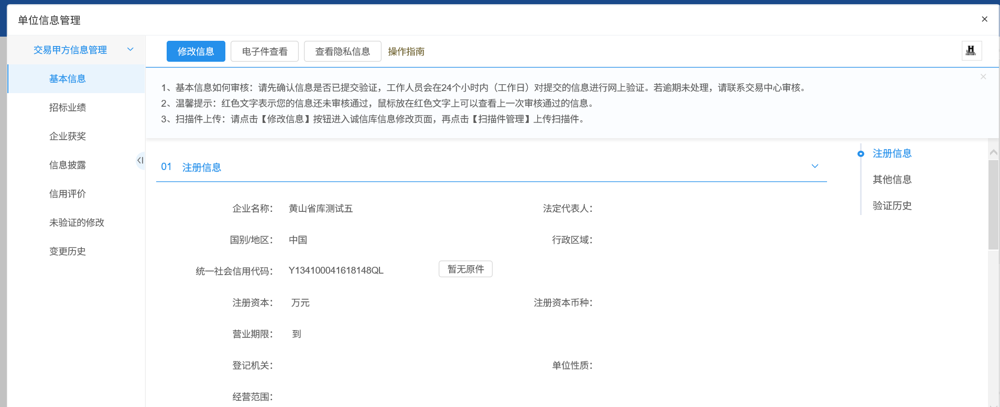 单位信息管理
×
交易甲方信息管理
基本信息
招标业绩
企业获奖
信息披露
信用评价
未验证的修改
变更历史
修改信息 电子件查看 查看隐私信息 操作指南
H
1、基本信息如何审核：请先确认信息是否已提交验证，工作人员会在24个小时内（工作日）对提交的信息进行网上验证。若逾期未处理，请联系交易中心审核。
2、温馨提示：红色文字表示您的信息还未审核通过，鼠标放在红色文字上可以查看上一次审核通过的信息。
3、扫描件上传：请点击【修改信息】按钮进入诚信库信息修改页面，再点击【扫描件管理】上传扫描件。
01 注册信息
企业名称： 黄山省库测试五 法定代表人：
国别/地区： 中国 行政区域：
统一社会信用代码： Y134100041618148QL 暂无原件
注册资本： 万元 注册资本币种：
营业期限： 到
登记机关： 单位性质：
经营范围：
注册信息
其他信息
验证历史